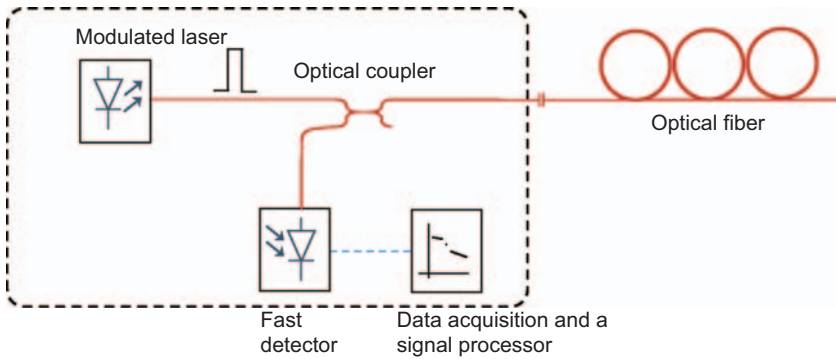 Modulated laser
Optical coupler
Optical fiber
Fast
detector
Data acquisition and a
signal processor